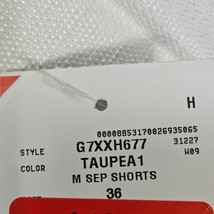 H
00008853170026935065
STYLE G7XXH677 31227
COLOR TAUPEA1 W09
M SEP SHORTS
36